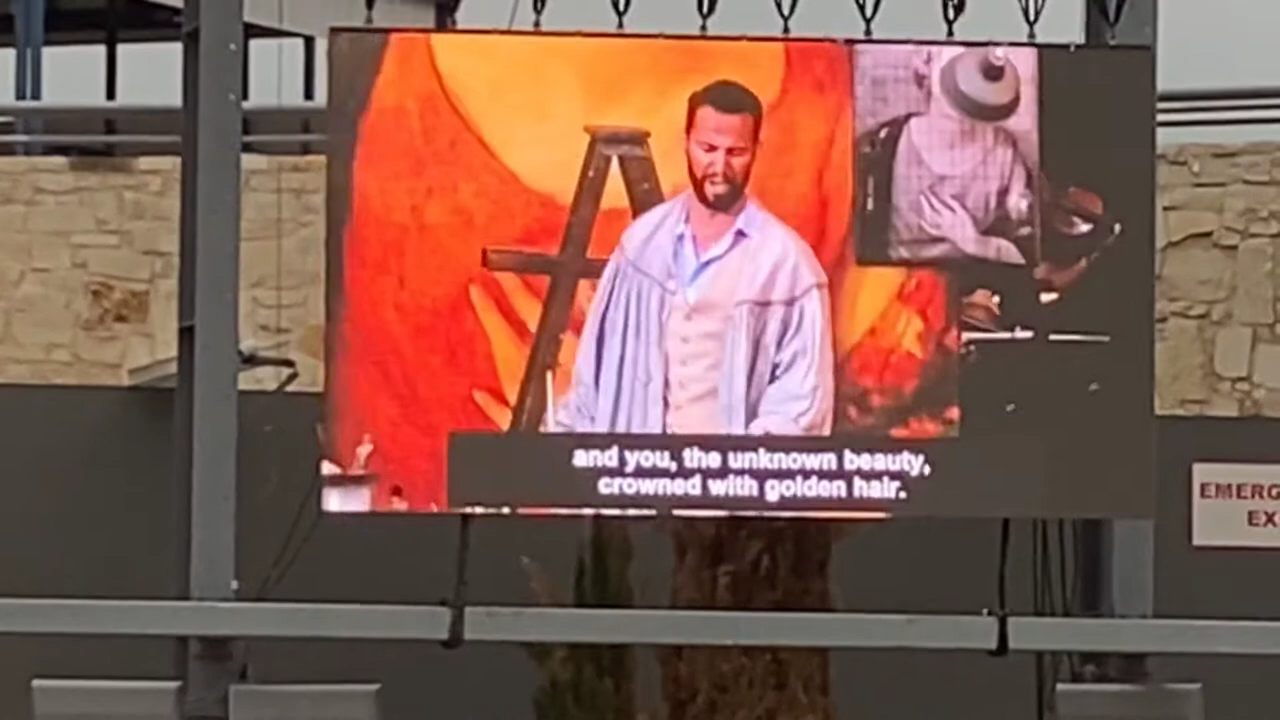 and you, the unknown beauty,
crowned with golden hair.
EMERG
EX